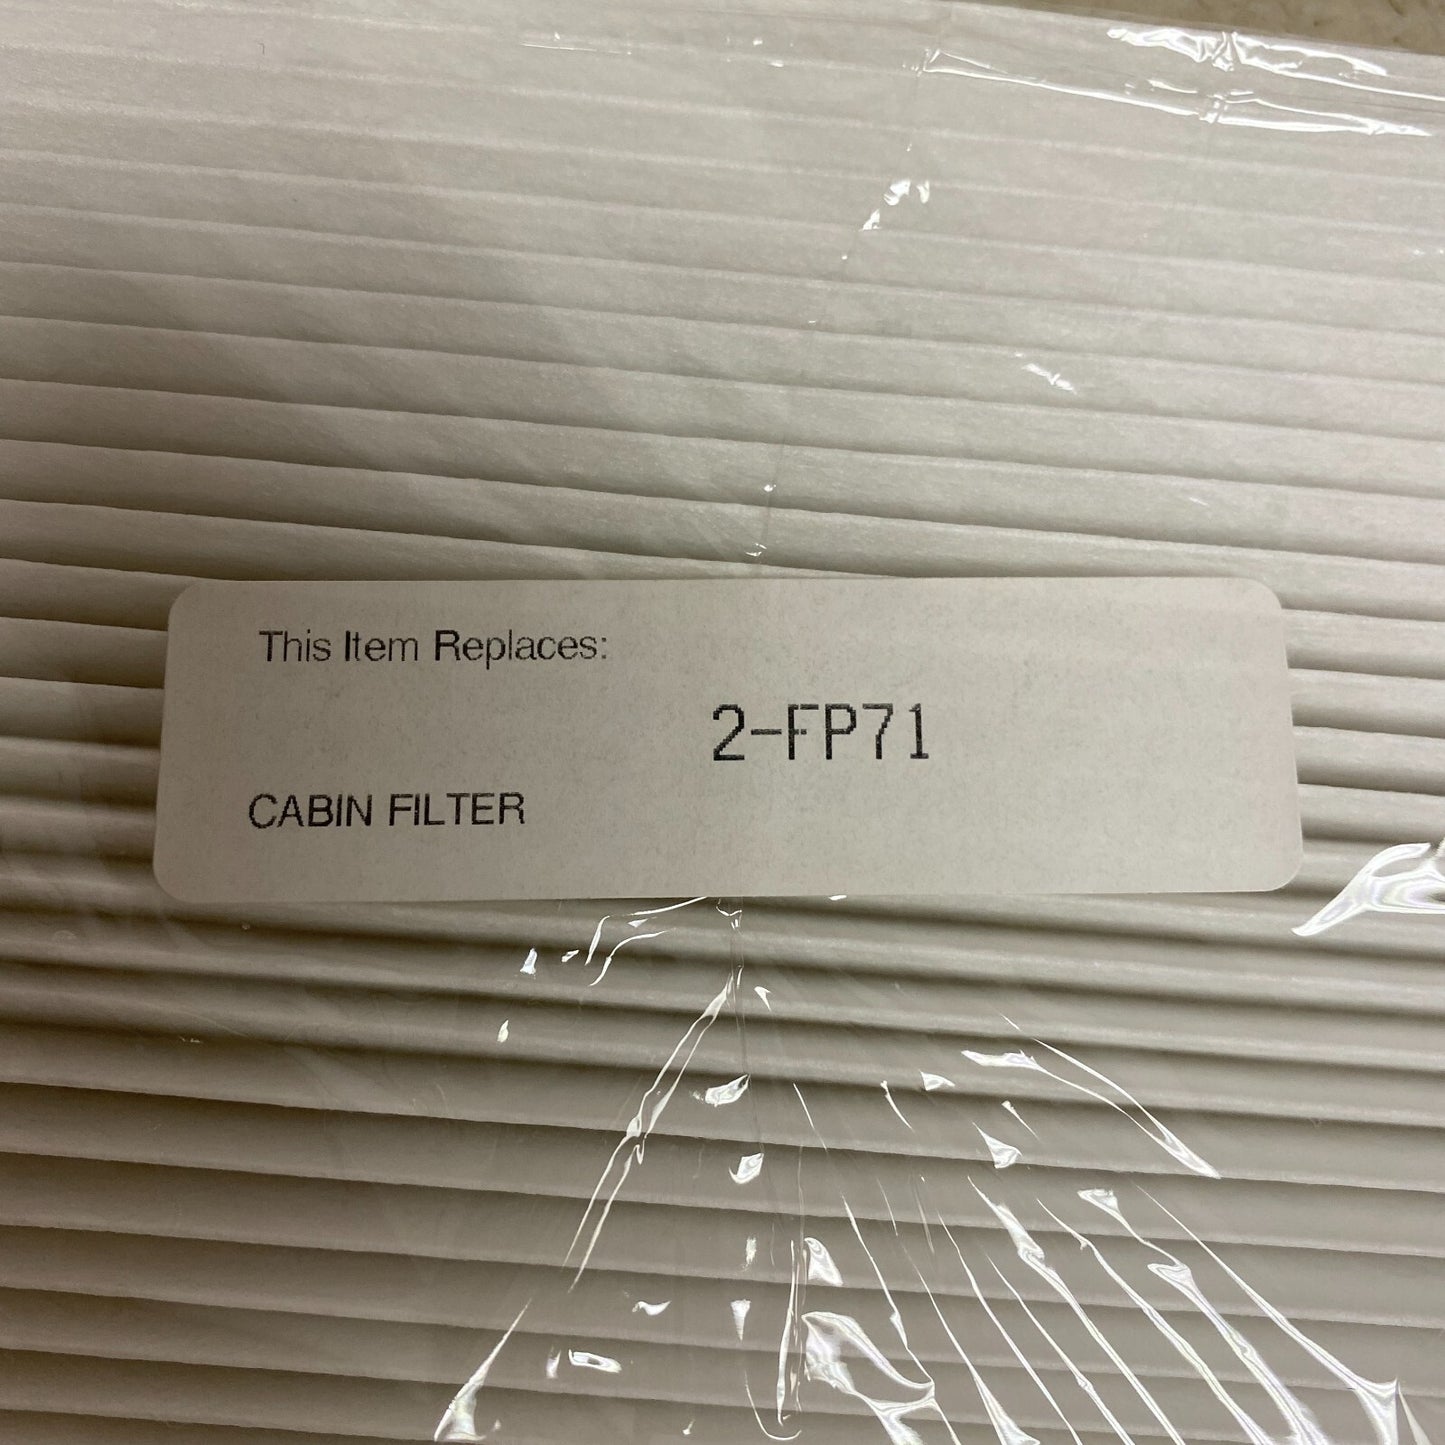 This Item Replaces:
2-FP71
CABIN FILTER